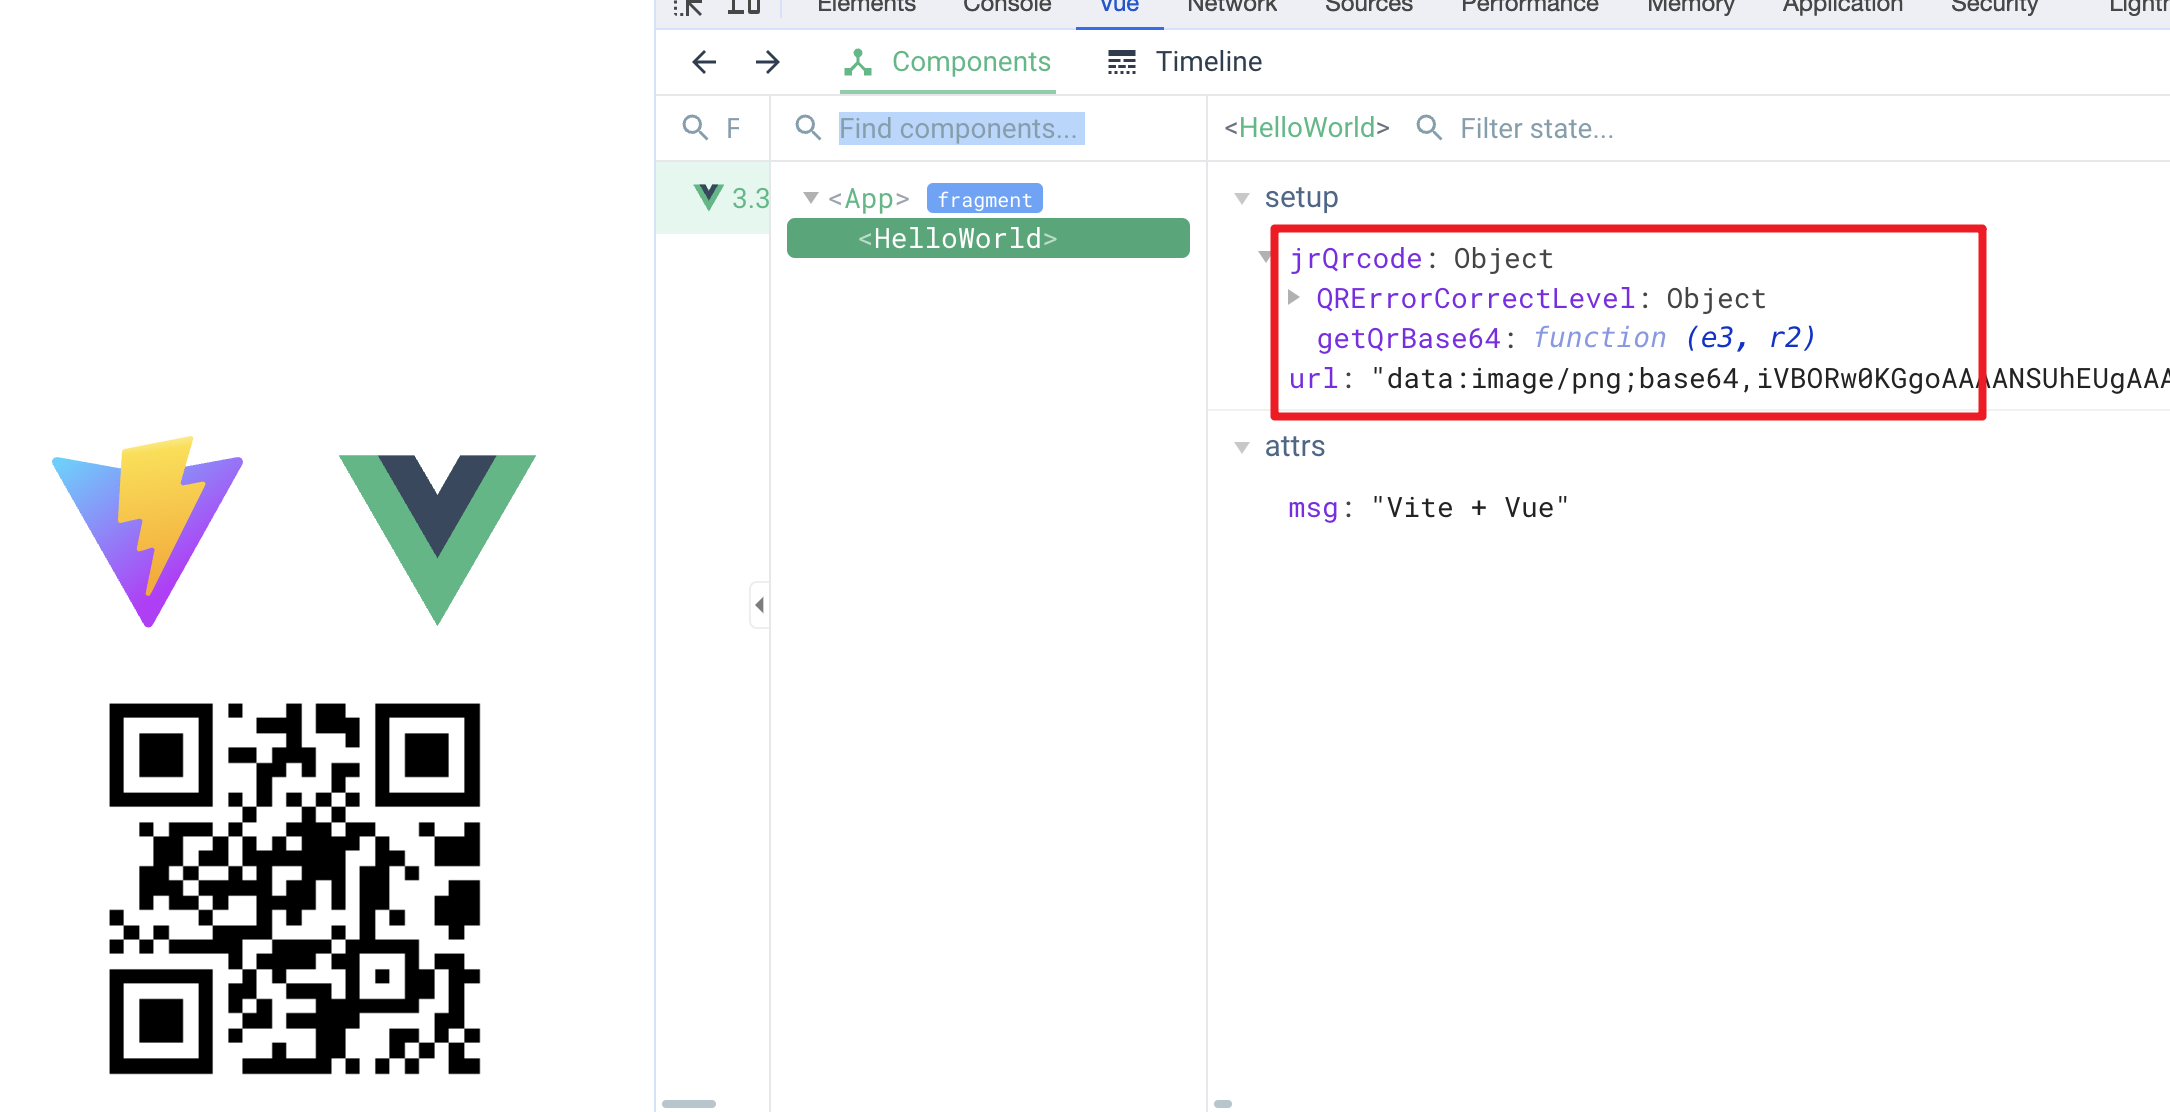 Elements Console Vue Network Sources Performance Memory Application Security
Components Timeline
F Find components... <HelloWorld> Filter state...
3.3 <App> fragment setup
<HelloWorld>
jrQrcode: Object
QRErrorCorrectLevel: Object
getQrBase64: function (e3, r2)
url: "data:image/png;base64,iVBORw0KGgoAAAANSUhEUgAAA
attrs
msg: "Vite + Vue"